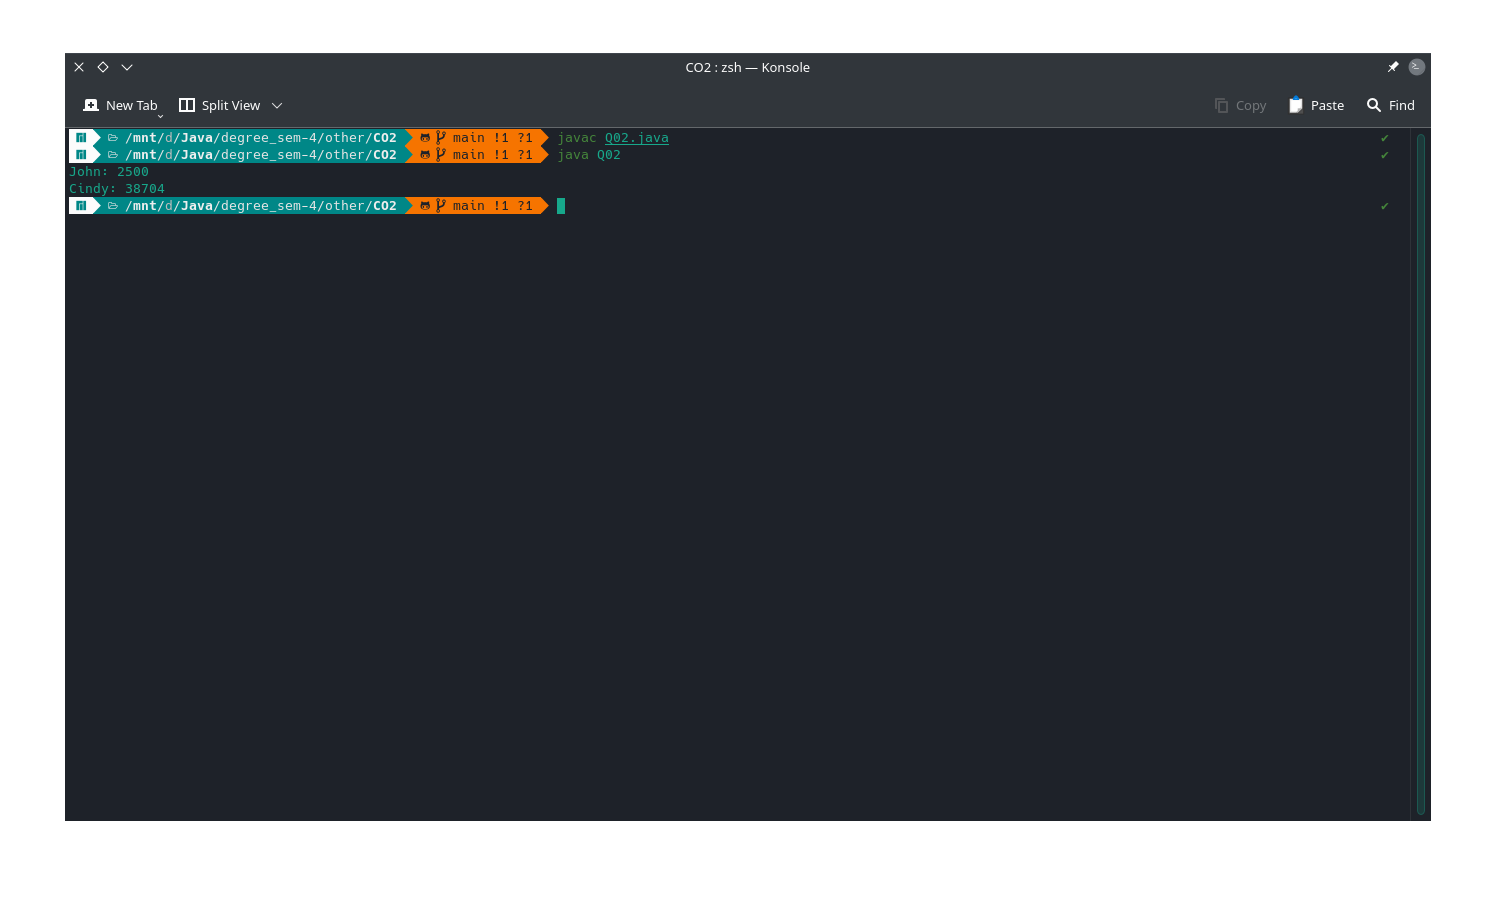 CO2 : zsh — Konsole
New Tab Split View Copy Paste Find
/mnt/d/Java/degree_sem-4/other/CO2 main !1 ?1 javac Q02.java ✔
/mnt/d/Java/degree_sem-4/other/CO2 main !1 ?1 java Q02 ✔
John: 2500
Cindy: 38704
/mnt/d/Java/degree_sem-4/other/CO2 main !1 ?1 ✔